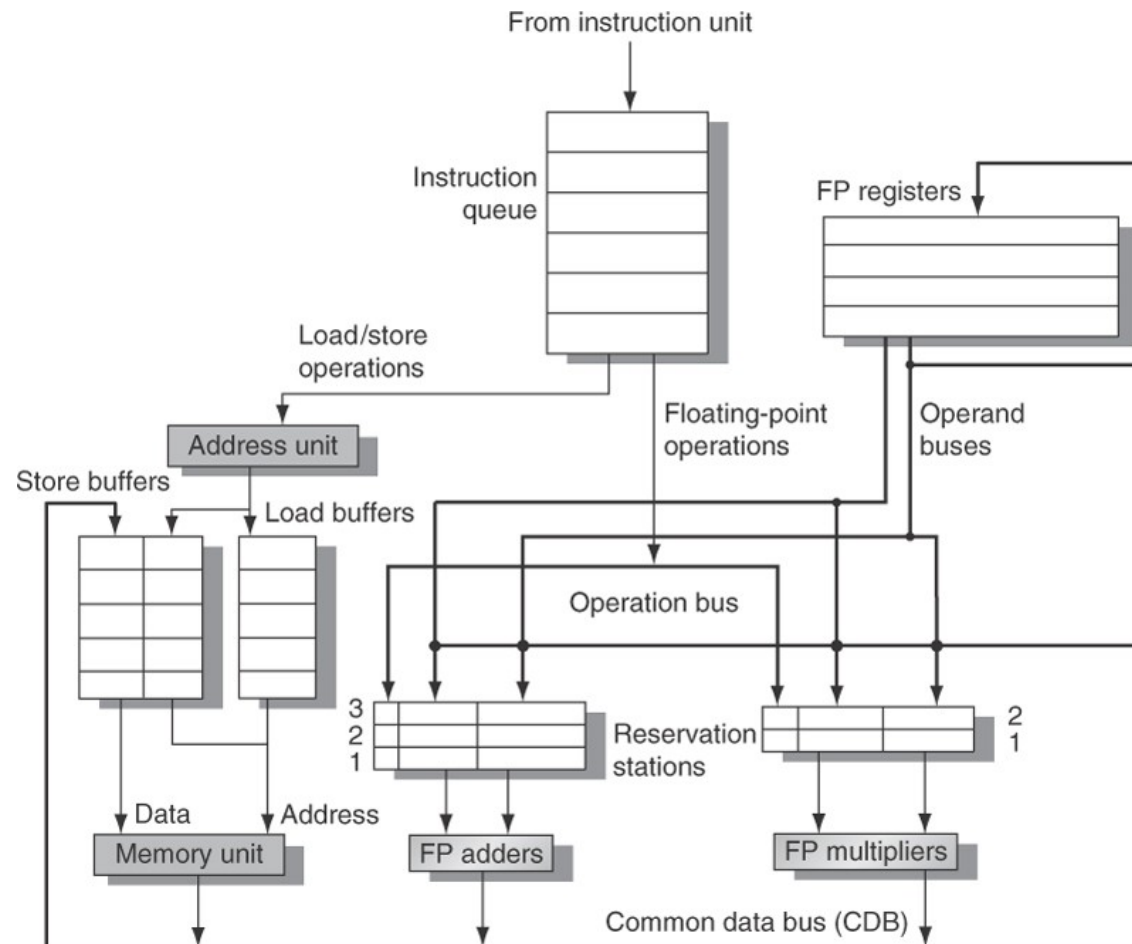 From instruction unit
Instruction
queue
FP registers
Load/store
operations
Floating-point
operations
Operand
buses
Address unit
Store buffers
Load buffers
Operation bus
3
2
1
Reservation
stations
2
1
Data
Address
Memory unit
FP adders
FP multipliers
Common data bus (CDB)